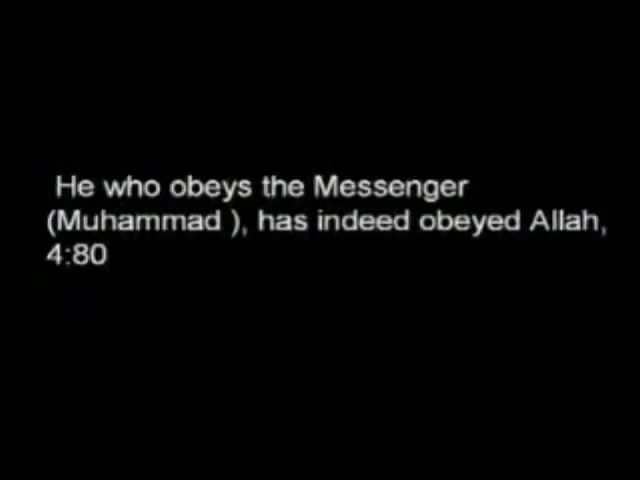 He who obeys the Messenger
(Muhammad ), has indeed obeyed Allah,
4:80